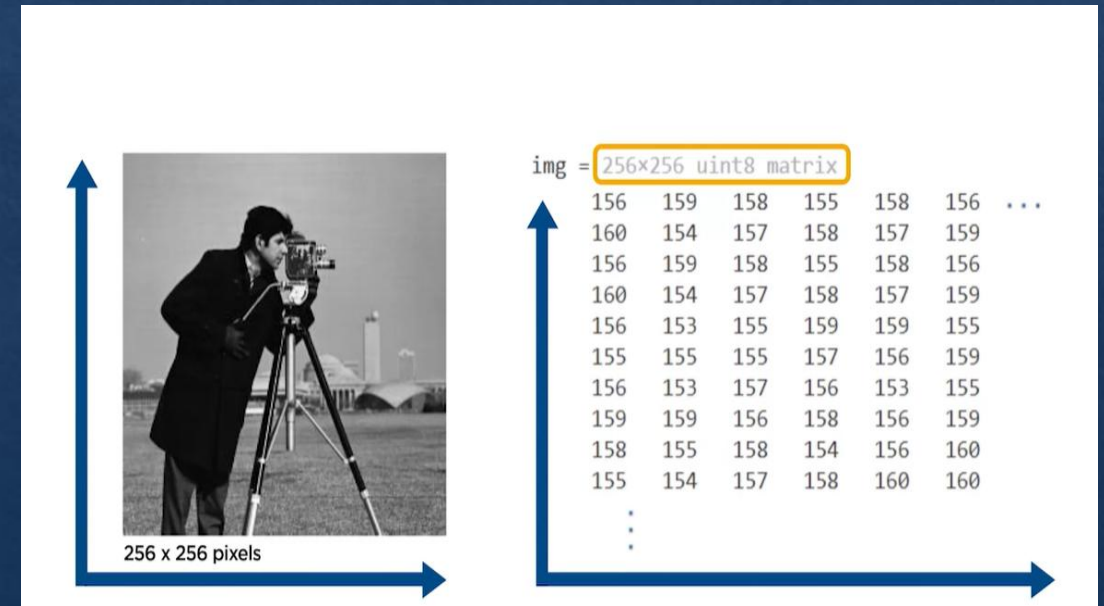 256 x 256 pixels
img = 256×256 uint8 matrix
156 159 158 155 158 156 ...
160 154 157 158 157 159
156 159 158 155 158 156
160 154 157 158 157 159
156 153 155 159 159 155
155 155 155 157 156 159
156 153 157 156 153 155
159 159 156 158 156 159
158 155 158 154 156 160
155 154 157 158 160 160